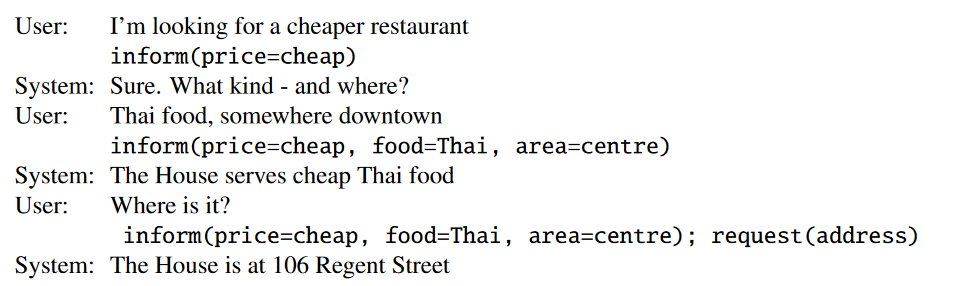 User: I'm looking for a cheaper restaurant
inform(price=cheap)
System: Sure. What kind - and where?
User: Thai food, somewhere downtown
inform(price=cheap, food=Thai, area=centre)
System: The House serves cheap Thai food
User: Where is it?
inform(price=cheap, food=Thai, area=centre); request(address)
System: The House is at 106 Regent Street